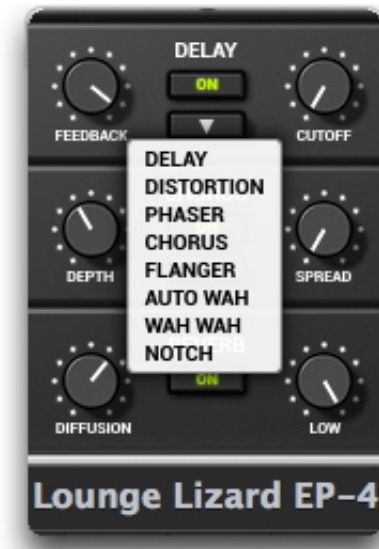 DELAY
ON
FEEDBACK
▼
CUTOFF
DELAY
DISTORTION
PHASER
CHORUS
FLANGER
AUTO WAH
WAH WAH
NOTCH
DEPTH
SPREAD
ON
DIFFUSION
LOW
Lounge Lizard EP-4